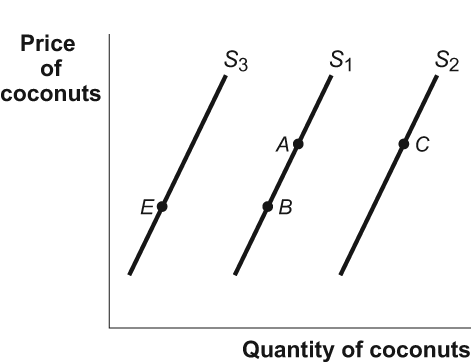 Price
of
coconuts
S3
S1
S2
A
C
E
B
Quantity of coconuts